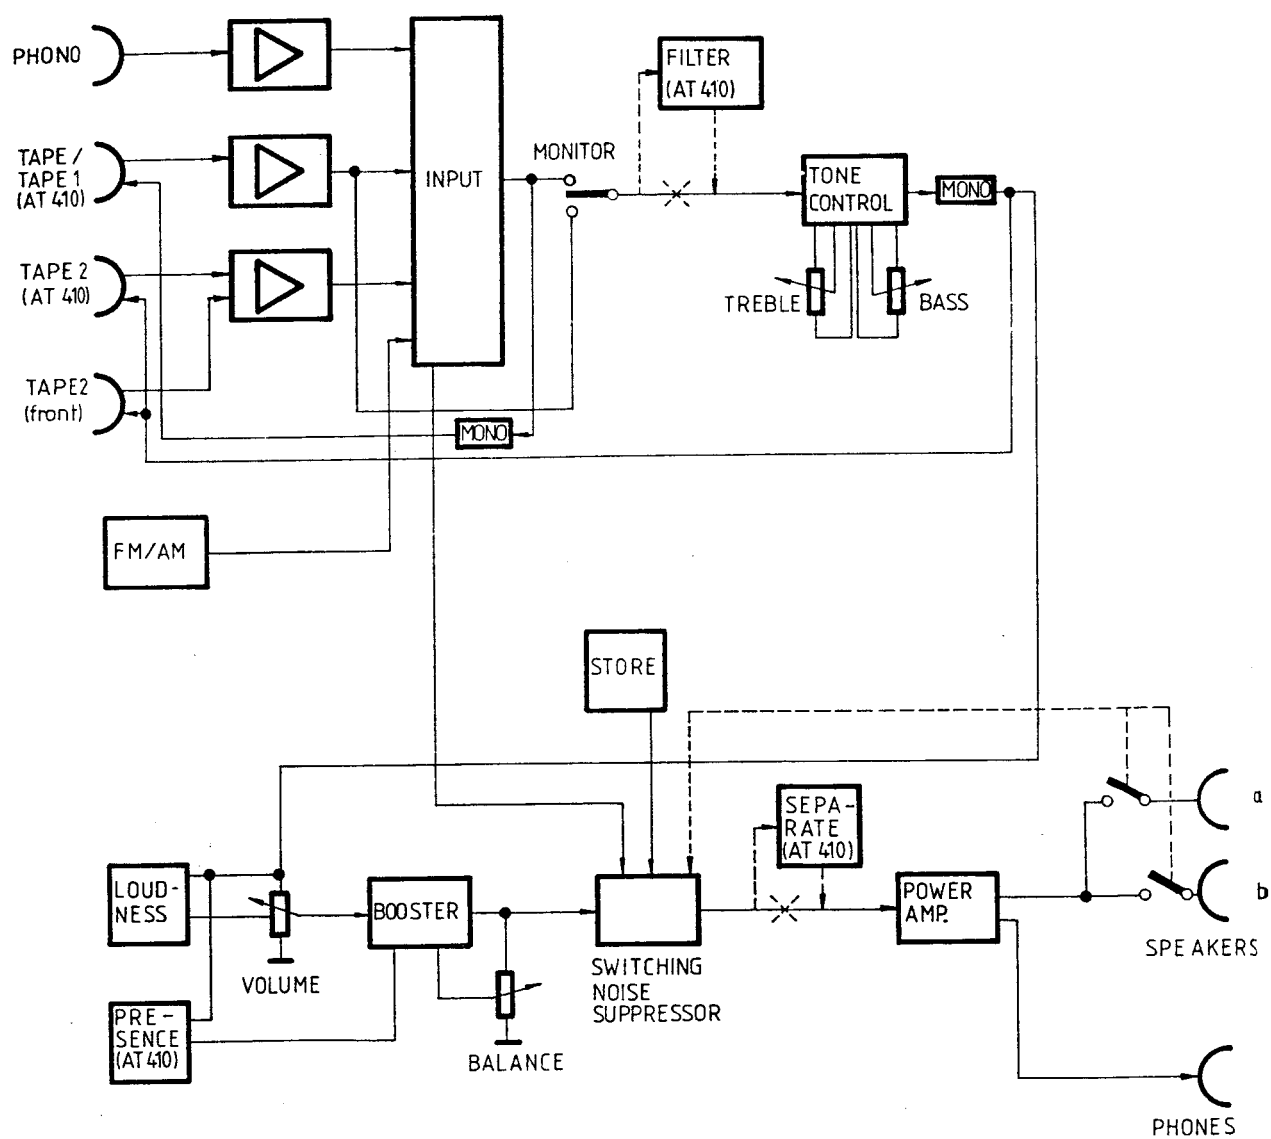 PHONO
TAPE /
TAPE 1
(AT 410)
TAPE 2
(AT 410)
TAPE2
(front)
INPUT
MONITOR
FILTER
(AT 410)
TONE
CONTROL
MONO
TREBLE
BASS
MONO
FM/AM
STORE
SEPA-
RATE
(AT 410)
a
LOUD-
NESS
VOLUME
BOOSTER
SWITCHING
NOISE
SUPPRESSOR
POWER
AMP.
b
SPEAKERS
PRE-
SENCE
(AT 410)
BALANCE
PHONES